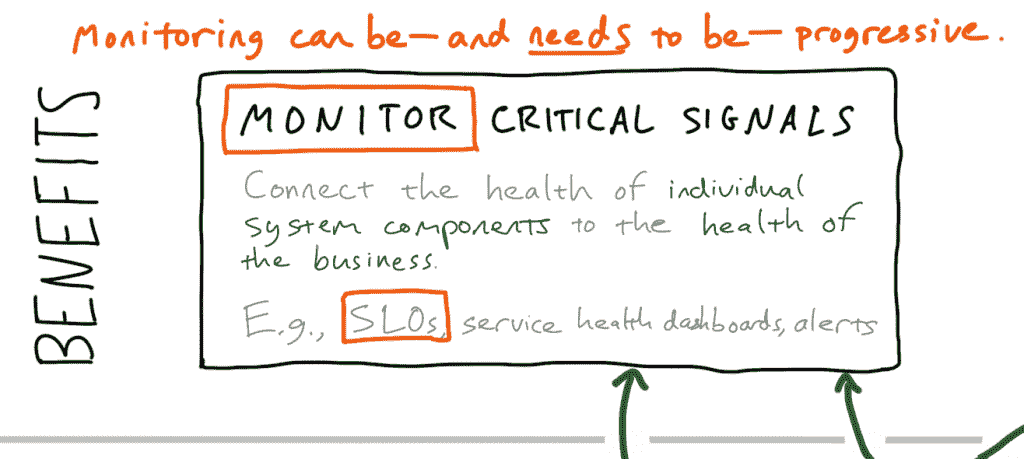 Monitoring can be—and needs to be—progressive.
BENEFITS
MONITOR CRITICAL SIGNALS
Connect the health of individual
system components to the health of
the business.
E.g., SLOs, service health dashboards, alerts